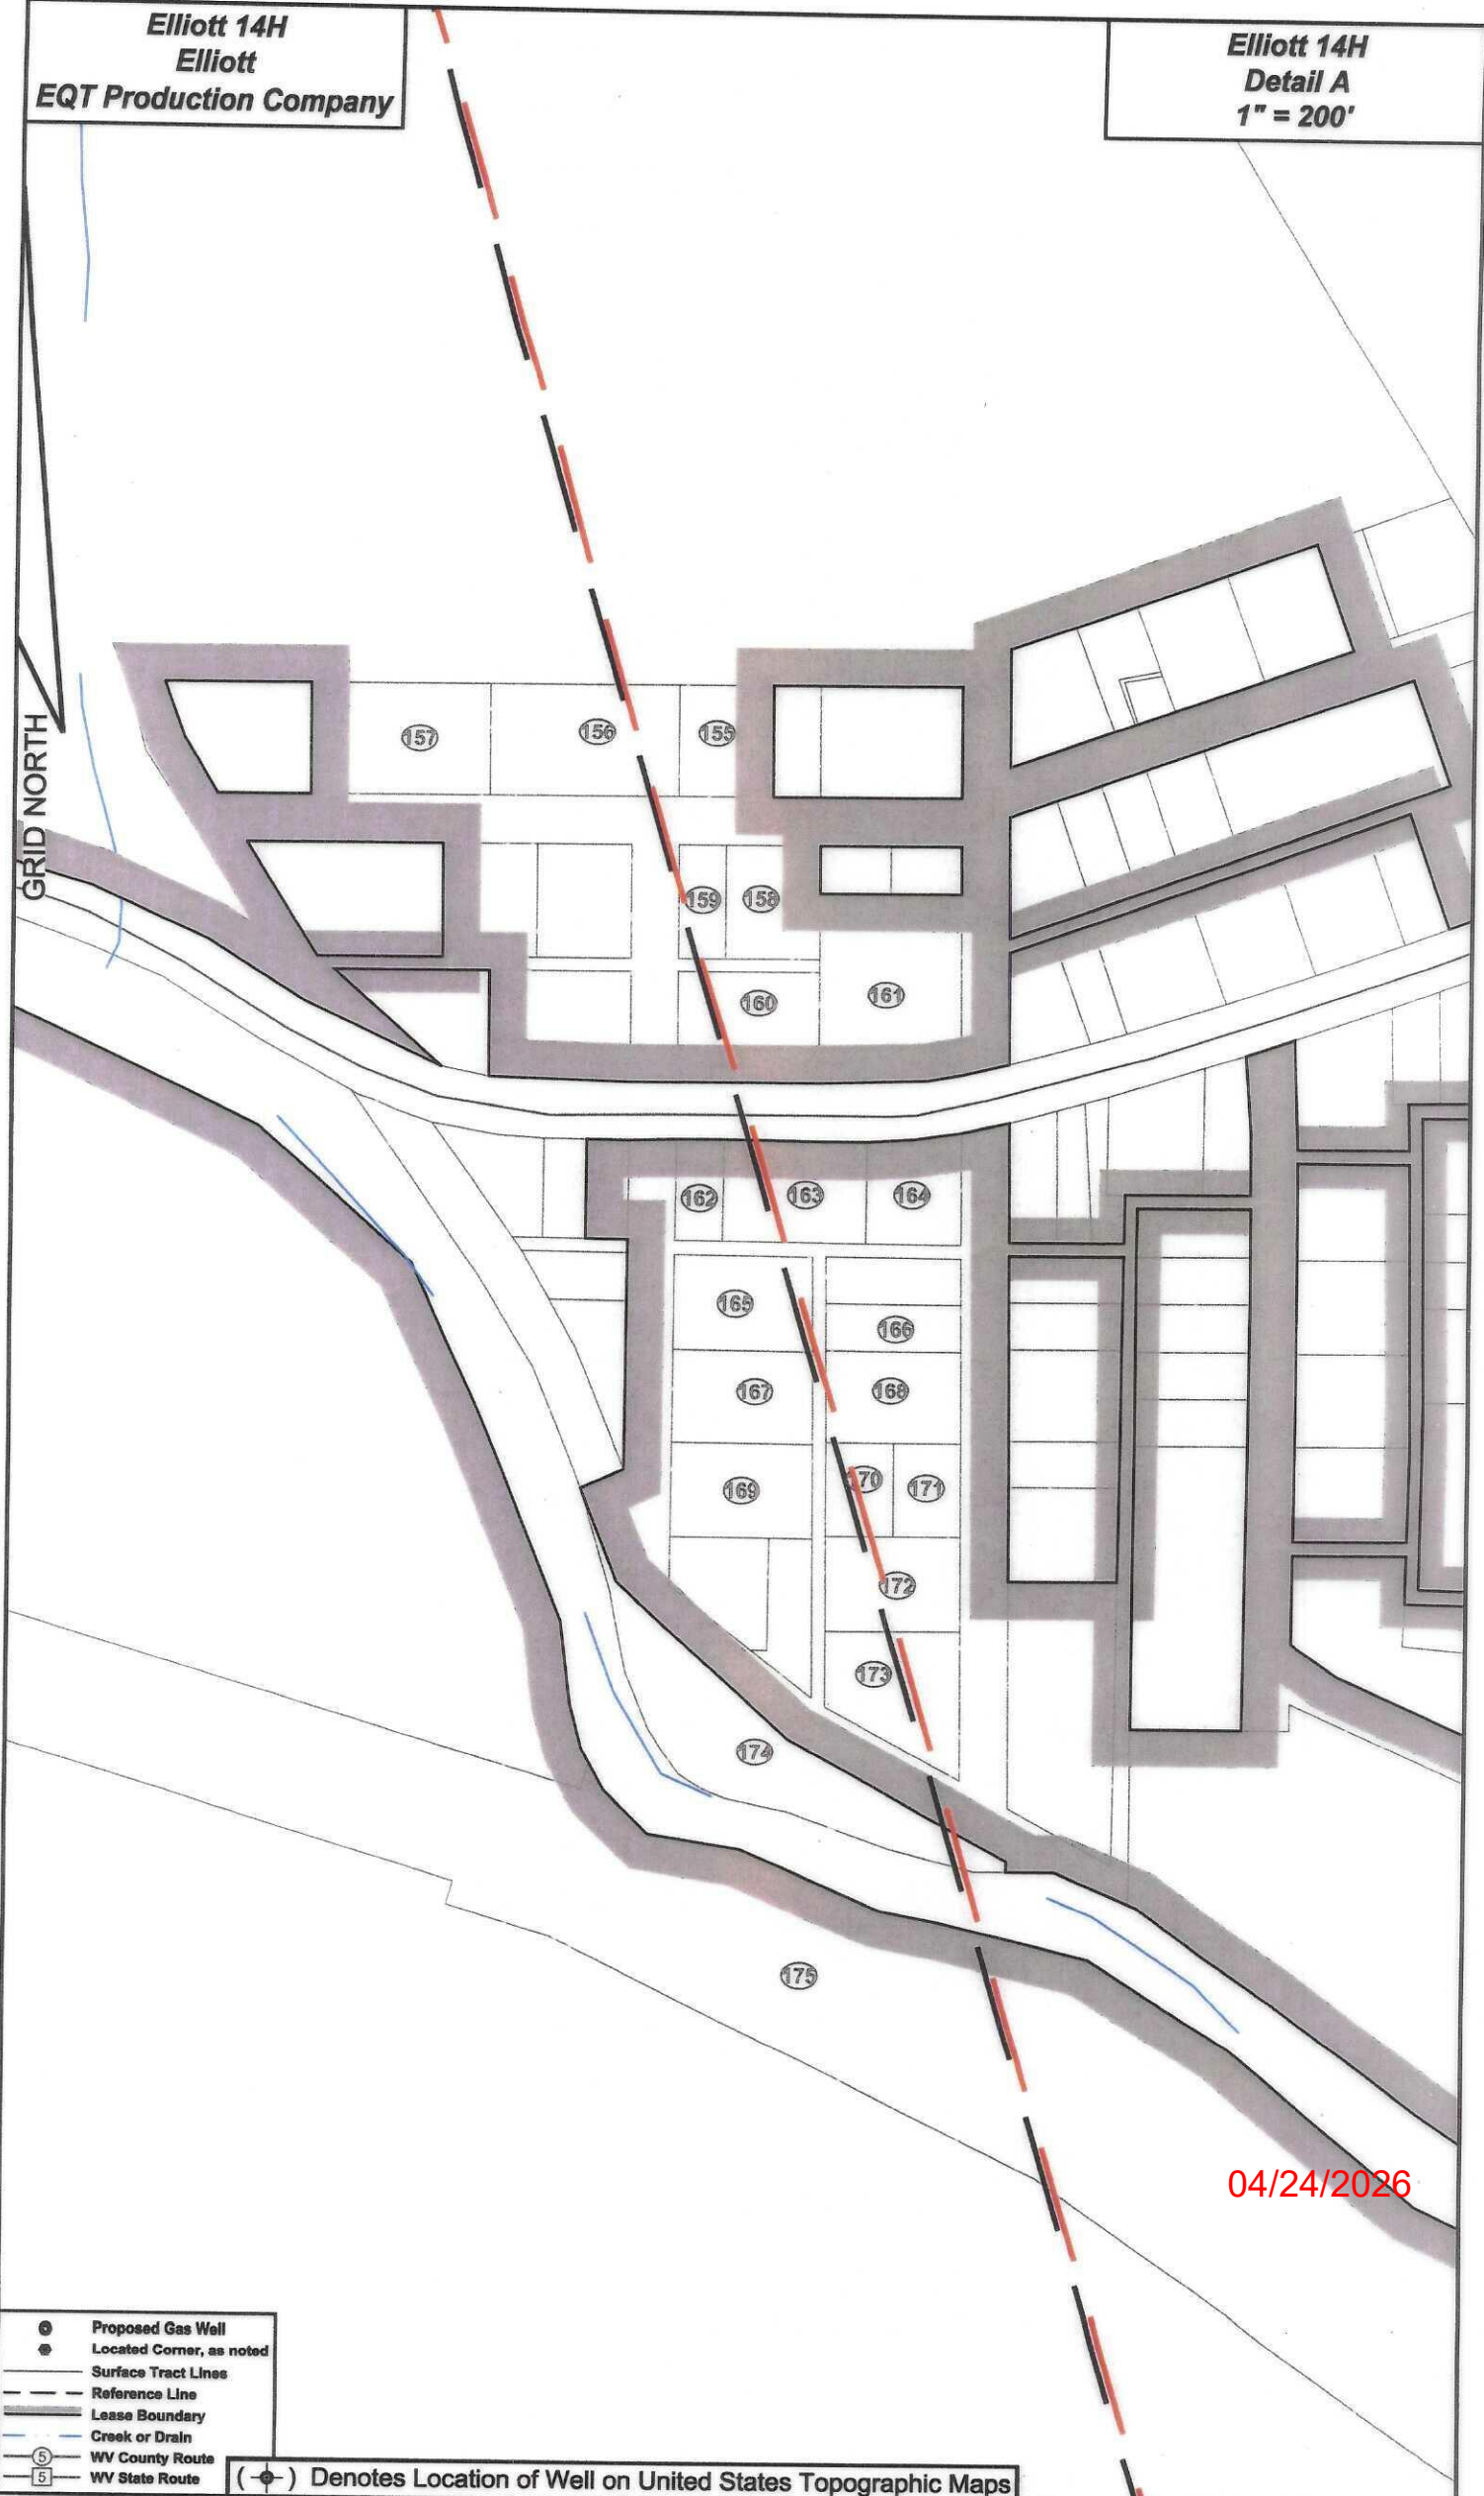 Elliott 14H
Elliott
EQT Production Company
Elliott 14H
Detail A
1" = 200'
GRID NORTH
157
156
155
159
158
160
161
162
163
164
165
166
167
168
169
170
171
172
173
174
175
04/24/2026
Proposed Gas Well
Located Corner, as noted
Surface Tract Lines
Reference Line
Lease Boundary
Creek or Drain
5 WV County Route
5 WV State Route
( ) Denotes Location of Well on United States Topographic Maps